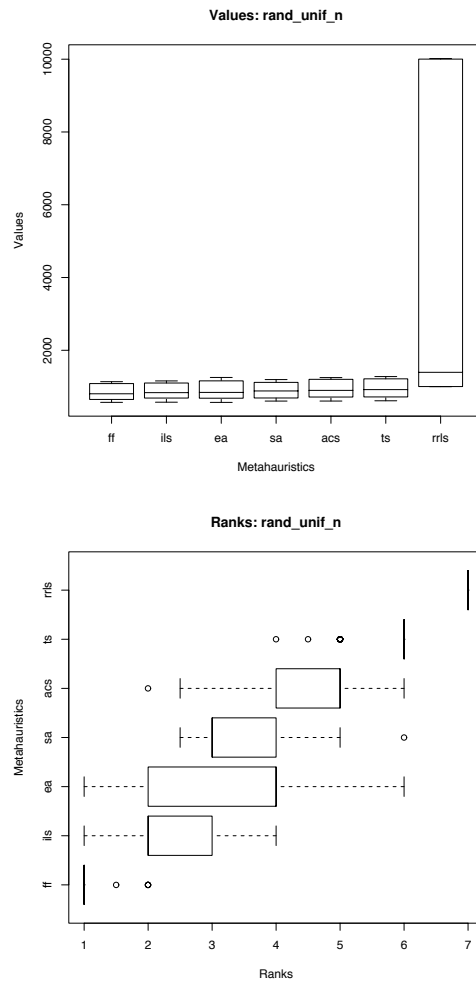 Values: rand_unif_n
10000
8000
6000
4000
2000
Values
ff ils ea sa acs ts rrls
Metahauristics
Ranks: rand_unif_n
rrls
ts
acs
sa
ea
ils
ff
Metahauristics
1 2 3 4 5 6 7
Ranks